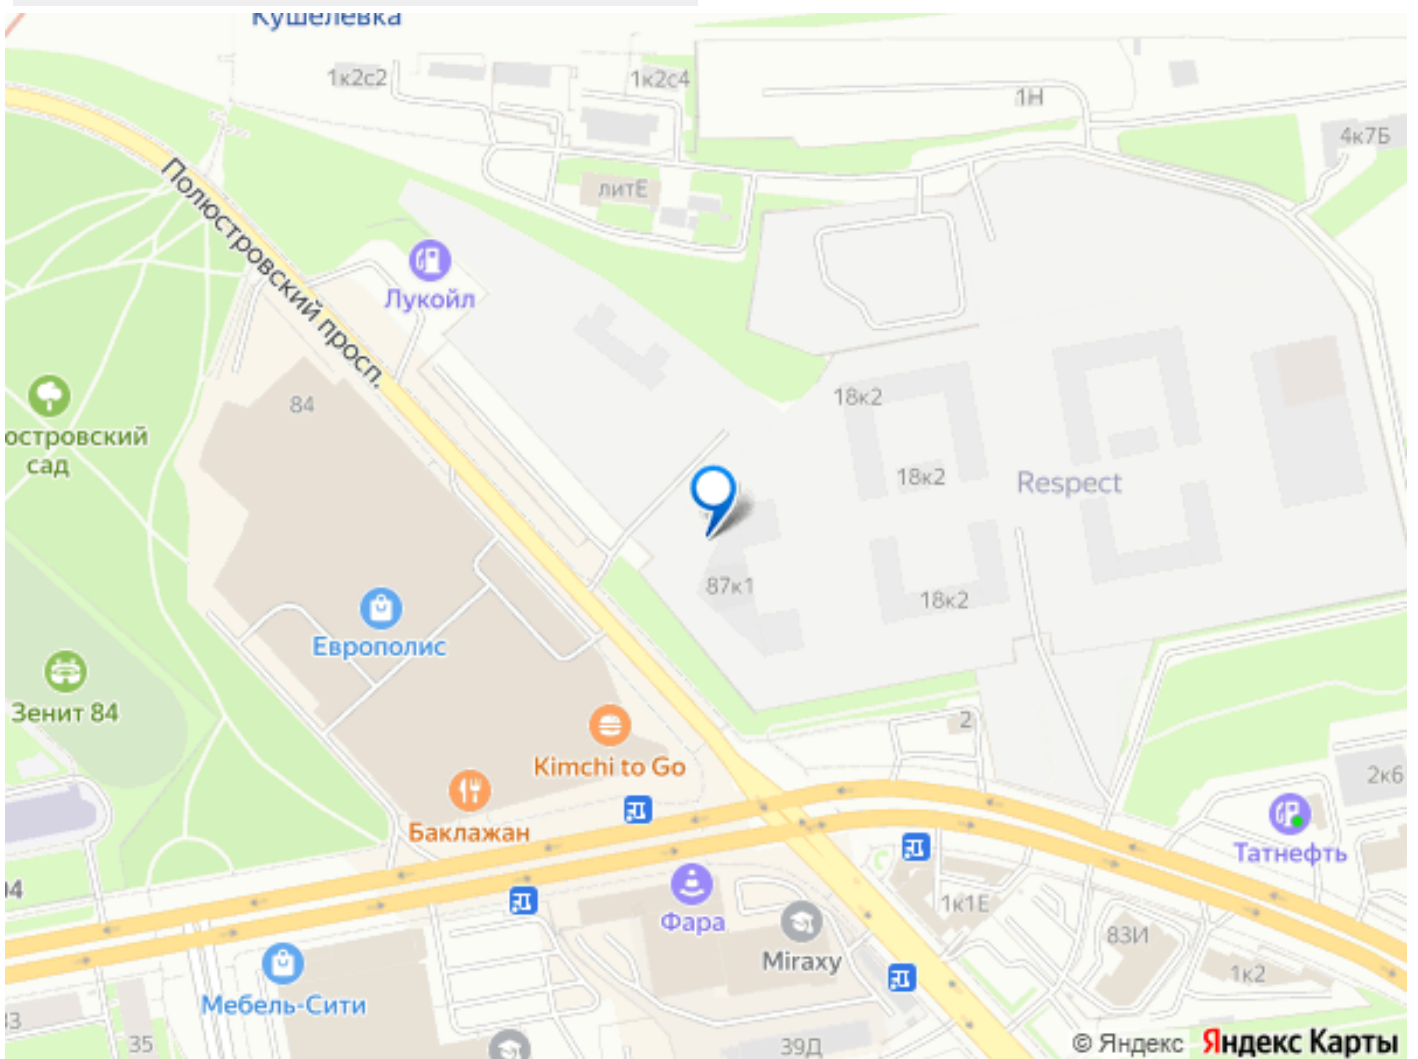 Кушелевка
1к2с2
1к2с4
1Н
4к7Б
литЕ
Полюстровский просп.
Лукойл
84
18к2
островский
сад
18к2
Respect
87к1
18к2
Европолис
Зенит 84
2
Kimchi to Go
2к6
Баклажан
Татнефть
04
1к1Е
Фара
83И
Miraxy
1к2
Мебель-Сити
33
35
39Д
© Яндекс Яндекс Карты